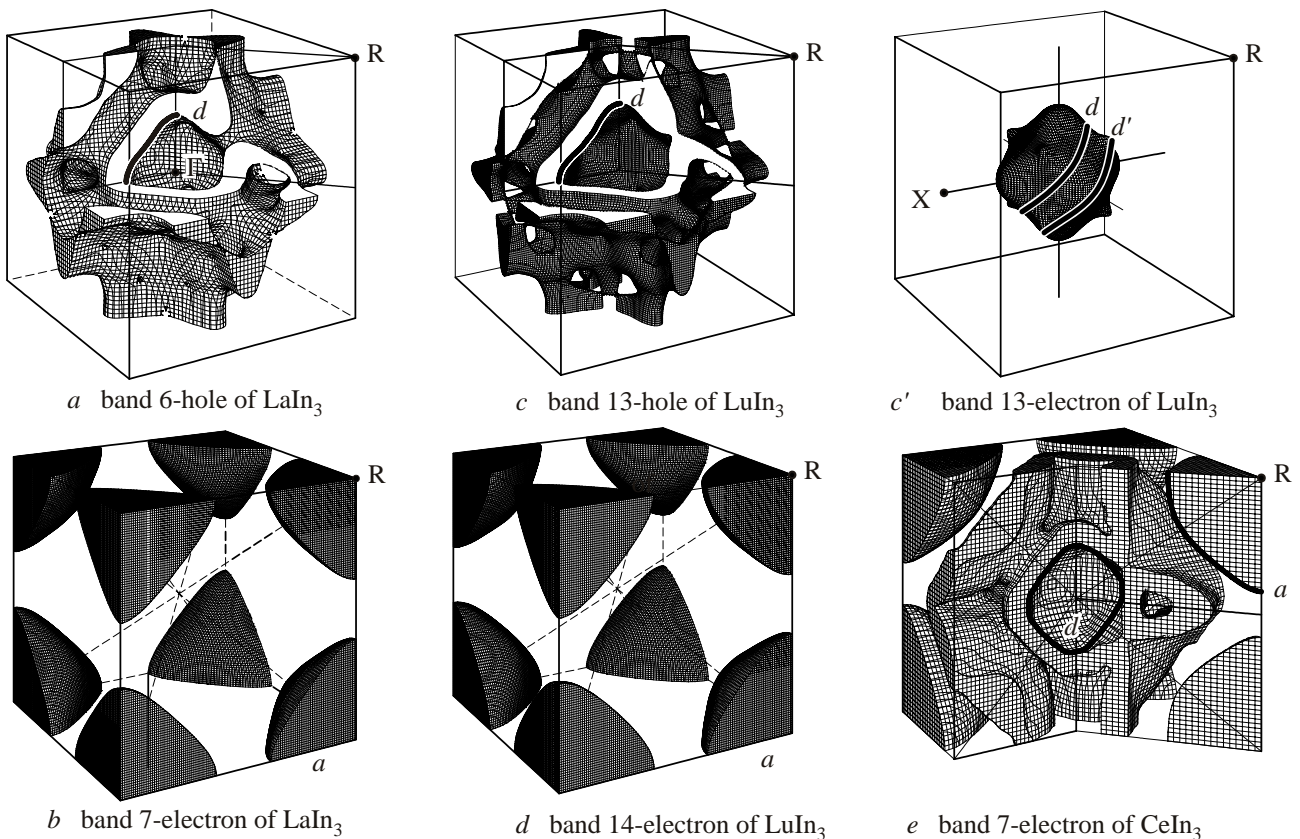 R
d
Γ
a band 6-hole of LaIn₃
R
d
c band 13-hole of LuIn₃
R
d
d′
X
c′ band 13-electron of LuIn₃
R
a
b band 7-electron of LaIn₃
R
a
d band 14-electron of LuIn₃
R
a
d
e band 7-electron of CeIn₃